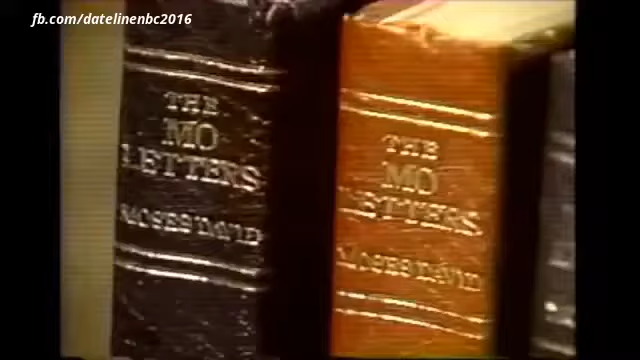 fb.com/datelinenbc2016
THE
MO
LETTERS
MOSES DAVID
THE
MO
LETTERS
MOSES DAVID